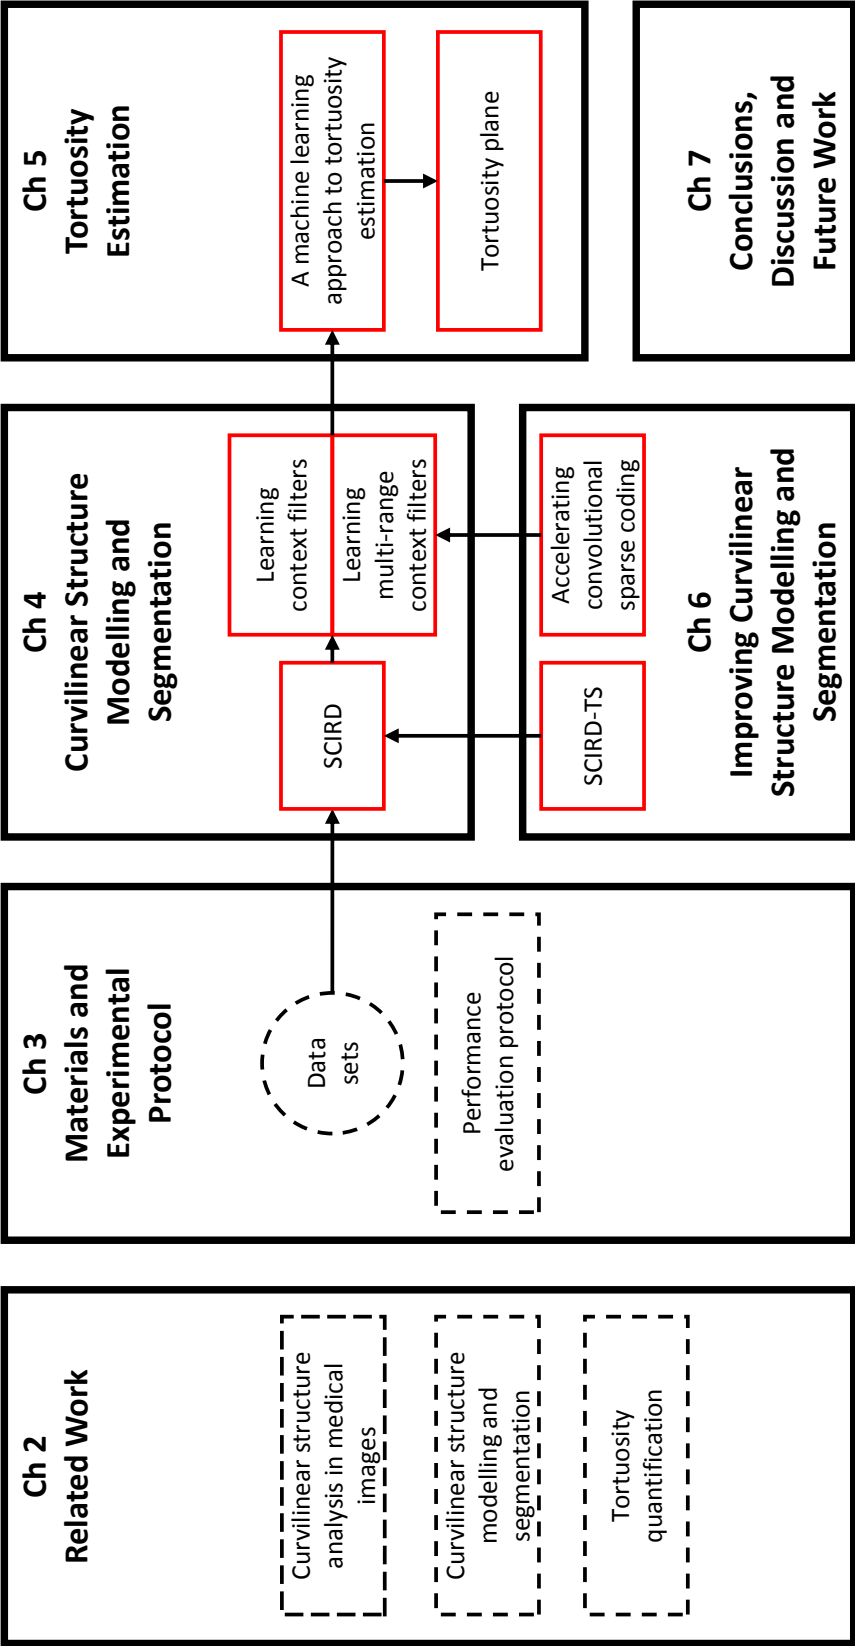 Ch 2
Related Work
Curvilinear structure
analysis in medical
images
Curvilinear structure
modelling and
segmentation
Tortuosity
quantification
Ch 3
Materials and
Experimental
Protocol
Data
sets
Performance
evaluation protocol
Ch 4
Curvilinear Structure
Modelling and
Segmentation
SCIRD
Learning
context filters
Learning
multi-range
context filters
SCIRD-TS
Accelerating
convolutional
sparse coding
Ch 6
Improving Curvilinear
Structure Modelling and
Segmentation
Ch 5
Tortuosity
Estimation
A machine learning
approach to tortuosity
estimation
Tortuosity plane
Ch 7
Conclusions,
Discussion and
Future Work